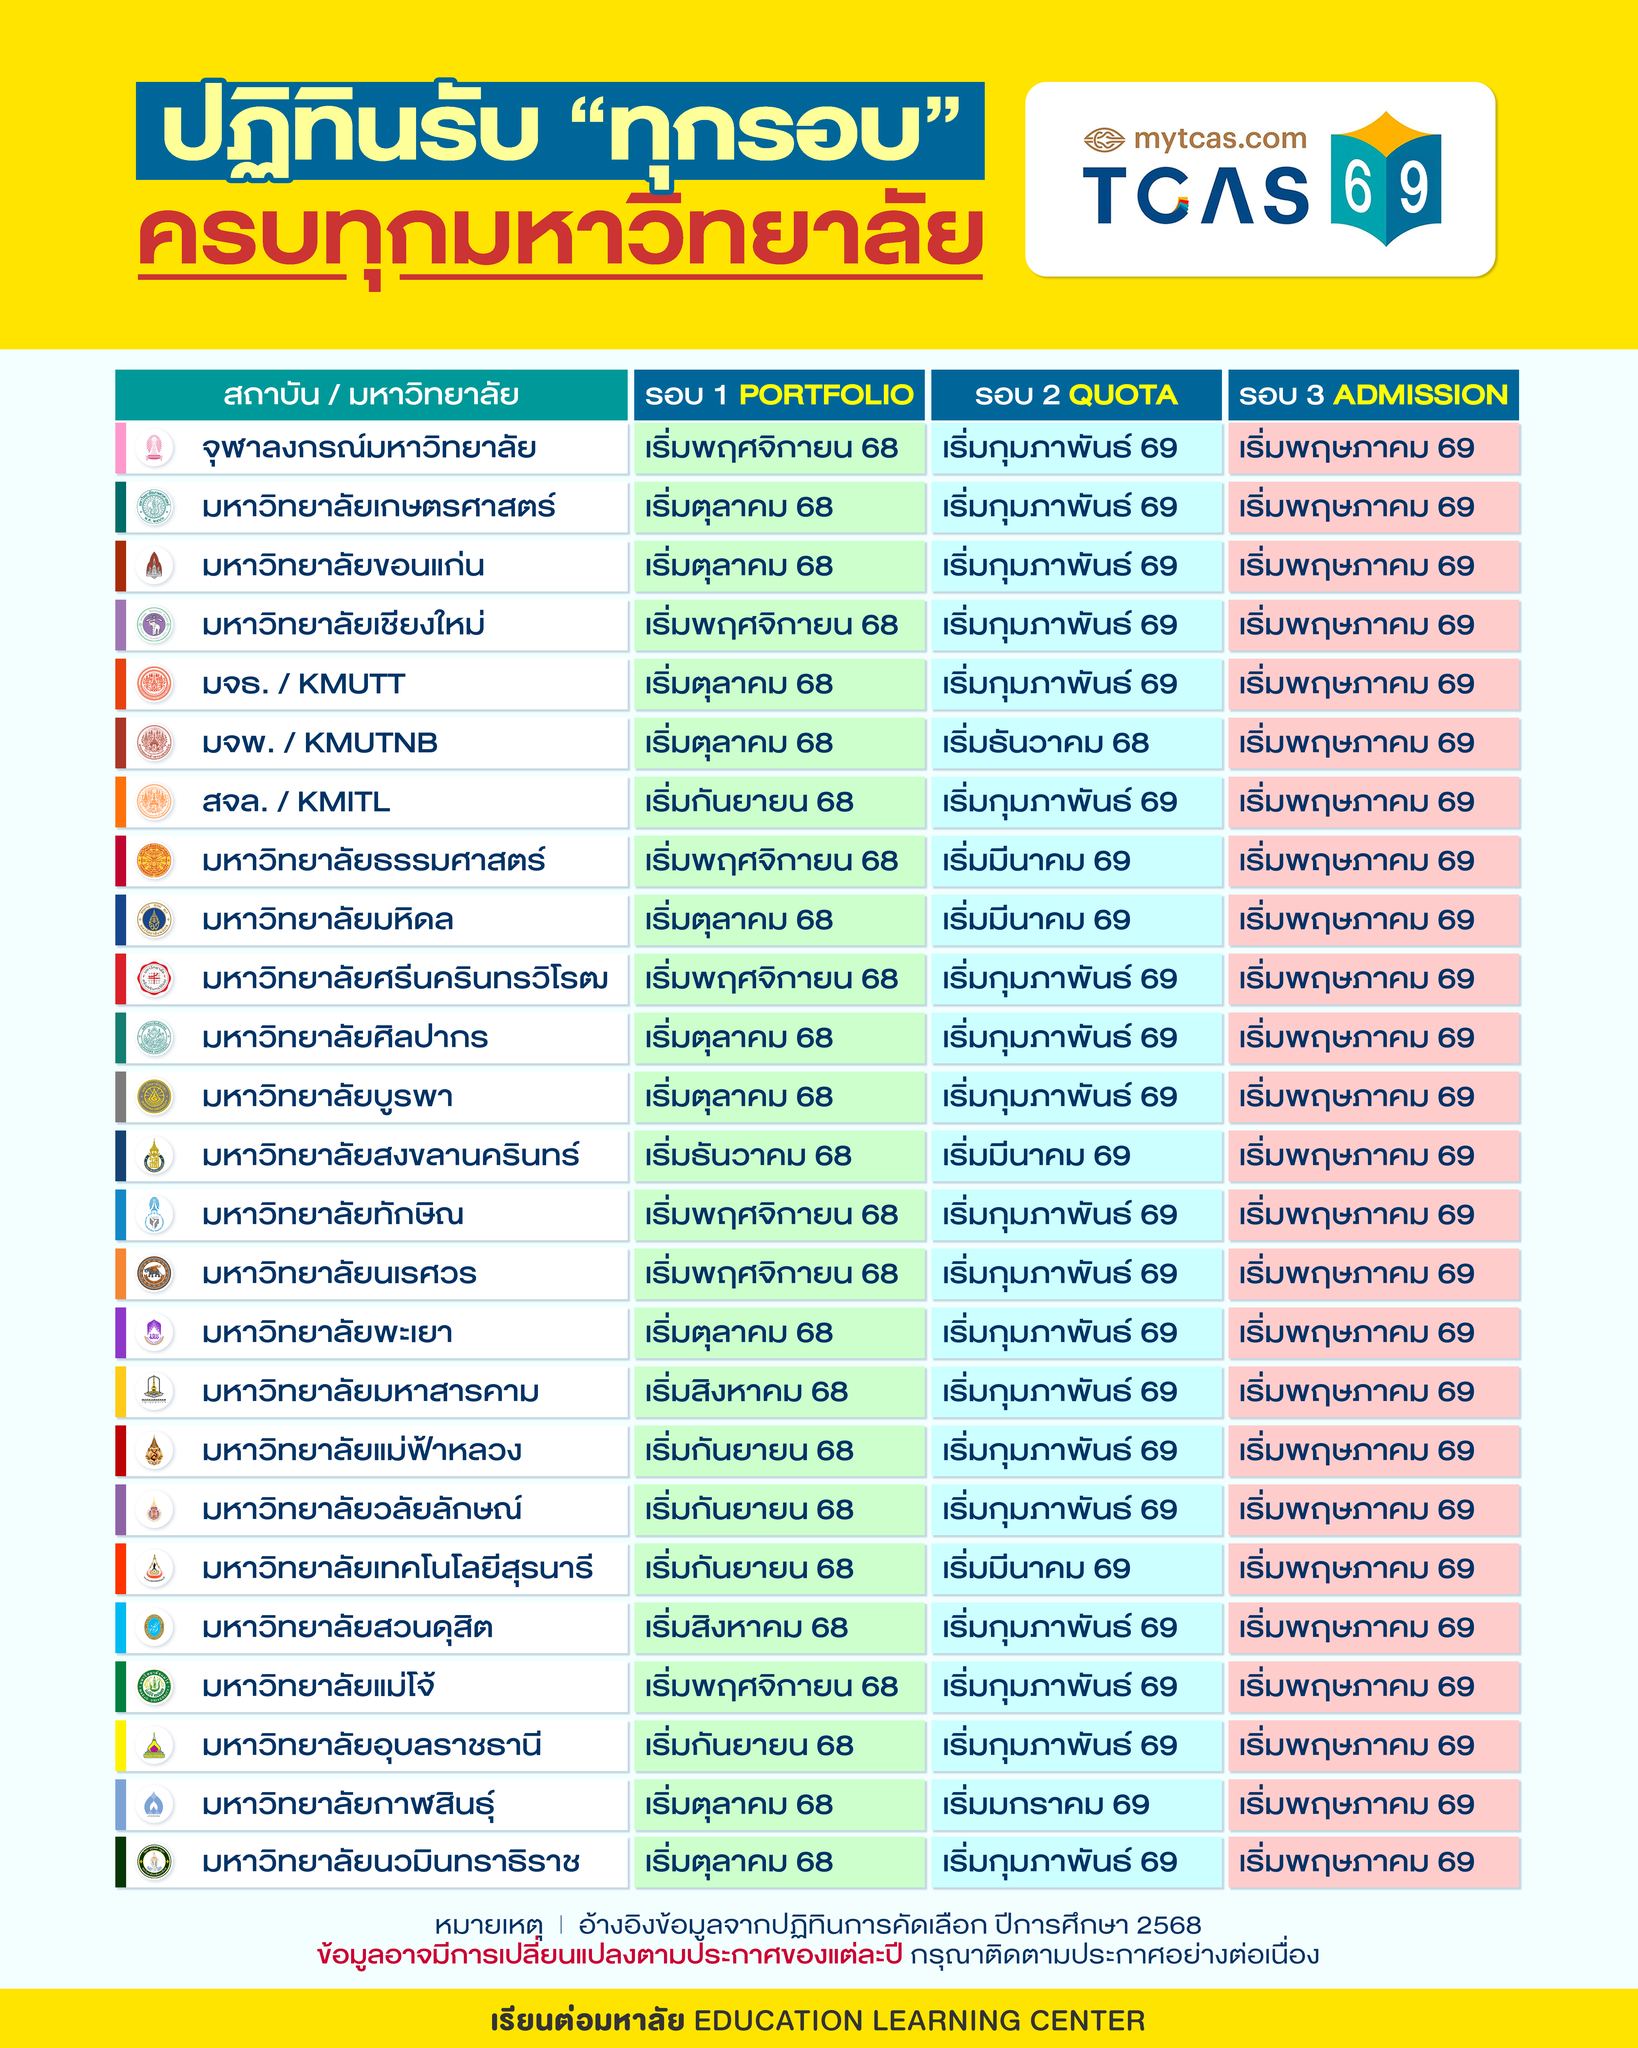 ปฏิทินรับ “ทุกรอบ”
ครบทุกมหาวิทยาลัย
mytcas.com
TCAS 69
สถาบัน / มหาวิทยาลัย รอบ 1 PORTFOLIO รอบ 2 QUOTA รอบ 3 ADMISSION
จุฬาลงกรณ์มหาวิทยาลัย เริ่มพฤศจิกายน 68 เริ่มกุมภาพันธ์ 69 เริ่มพฤษภาคม 69
มหาวิทยาลัยเกษตรศาสตร์ เริ่มตุลาคม 68 เริ่มกุมภาพันธ์ 69 เริ่มพฤษภาคม 69
มหาวิทยาลัยขอนแก่น เริ่มตุลาคม 68 เริ่มกุมภาพันธ์ 69 เริ่มพฤษภาคม 69
มหาวิทยาลัยเชียงใหม่ เริ่มพฤศจิกายน 68 เริ่มกุมภาพันธ์ 69 เริ่มพฤษภาคม 69
มจธ. / KMUTT เริ่มตุลาคม 68 เริ่มกุมภาพันธ์ 69 เริ่มพฤษภาคม 69
มจพ. / KMUTNB เริ่มตุลาคม 68 เริ่มธันวาคม 68 เริ่มพฤษภาคม 69
สจล. / KMITL เริ่มกันยายน 68 เริ่มกุมภาพันธ์ 69 เริ่มพฤษภาคม 69
มหาวิทยาลัยธรรมศาสตร์ เริ่มพฤศจิกายน 68 เริ่มมีนาคม 69 เริ่มพฤษภาคม 69
มหาวิทยาลัยมหิดล เริ่มตุลาคม 68 เริ่มมีนาคม 69 เริ่มพฤษภาคม 69
มหาวิทยาลัยศรีนครินทรวิโรฒ เริ่มพฤศจิกายน 68 เริ่มกุมภาพันธ์ 69 เริ่มพฤษภาคม 69
มหาวิทยาลัยศิลปากร เริ่มตุลาคม 68 เริ่มกุมภาพันธ์ 69 เริ่มพฤษภาคม 69
มหาวิทยาลัยบูรพา เริ่มตุลาคม 68 เริ่มกุมภาพันธ์ 69 เริ่มพฤษภาคม 69
มหาวิทยาลัยสงขลานครินทร์ เริ่มธันวาคม 68 เริ่มมีนาคม 69 เริ่มพฤษภาคม 69
มหาวิทยาลัยทักษิณ เริ่มพฤศจิกายน 68 เริ่มกุมภาพันธ์ 69 เริ่มพฤษภาคม 69
มหาวิทยาลัยนเรศวร เริ่มพฤศจิกายน 68 เริ่มกุมภาพันธ์ 69 เริ่มพฤษภาคม 69
มหาวิทยาลัยพะเยา เริ่มตุลาคม 68 เริ่มกุมภาพันธ์ 69 เริ่มพฤษภาคม 69
มหาวิทยาลัยมหาสารคาม เริ่มสิงหาคม 68 เริ่มกุมภาพันธ์ 69 เริ่มพฤษภาคม 69
มหาวิทยาลัยแม่ฟ้าหลวง เริ่มกันยายน 68 เริ่มกุมภาพันธ์ 69 เริ่มพฤษภาคม 69
มหาวิทยาลัยวลัยลักษณ์ เริ่มกันยายน 68 เริ่มกุมภาพันธ์ 69 เริ่มพฤษภาคม 69
มหาวิทยาลัยเทคโนโลยีสุรนารี เริ่มกันยายน 68 เริ่มมีนาคม 69 เริ่มพฤษภาคม 69
มหาวิทยาลัยสวนดุสิต เริ่มสิงหาคม 68 เริ่มกุมภาพันธ์ 69 เริ่มพฤษภาคม 69
มหาวิทยาลัยแม่โจ้ เริ่มพฤศจิกายน 68 เริ่มกุมภาพันธ์ 69 เริ่มพฤษภาคม 69
มหาวิทยาลัยอุบลราชธานี เริ่มกันยายน 68 เริ่มกุมภาพันธ์ 69 เริ่มพฤษภาคม 69
มหาวิทยาลัยกาฬสินธุ์ เริ่มตุลาคม 68 เริ่มมกราคม 69 เริ่มพฤษภาคม 69
มหาวิทยาลัยนวมินทราธิราช เริ่มตุลาคม 68 เริ่มกุมภาพันธ์ 69 เริ่มพฤษภาคม 69
หมายเหตุ | อ้างอิงข้อมูลจากปฏิทินการคัดเลือก ปีการศึกษา 2568
ข้อมูลอาจมีการเปลี่ยนแปลงตามประกาศของแต่ละปี กรุณาติดตามประกาศอย่างต่อเนื่อง
เรียนต่อมหาลัย EDUCATION LEARNING CENTER